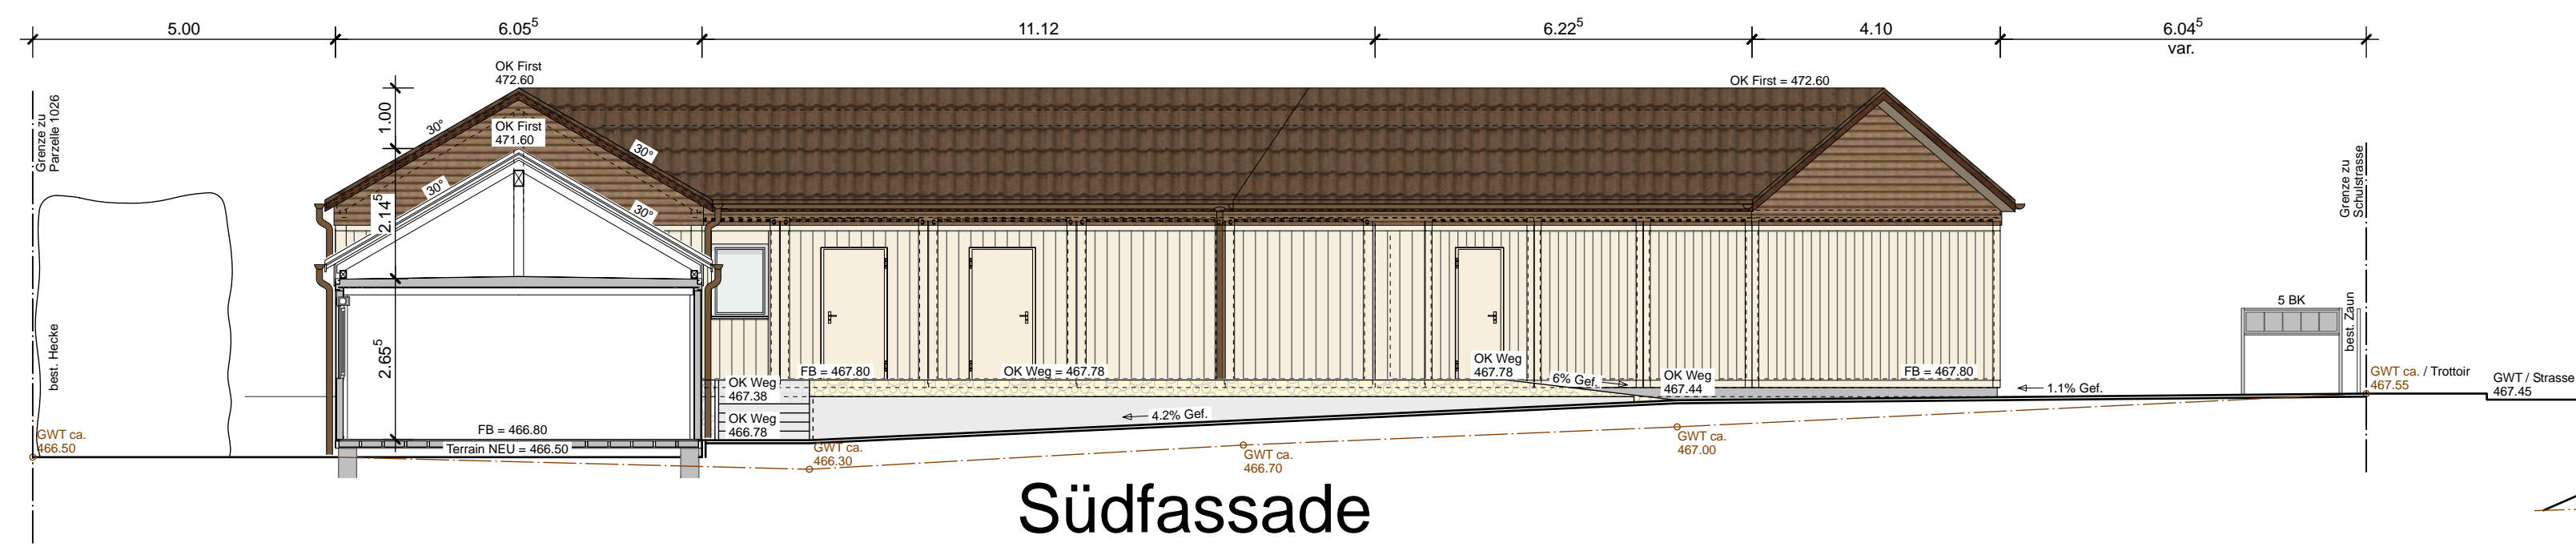 5.00
6.05⁵
11.12
6.22⁵
4.10
6.04⁵
var.
OK First
472.60
OK First = 472.60
Grenze zu
Parzelle 1026
1.00
30°
OK First
471.60
30°
30°
30°
2.14⁵
Grenze zu
Schulstrasse
best. Hecke
2.65⁵
5 BK
best. Zaun
FB = 467.80
OK Weg = 467.78
OK Weg
467.78
6% Gef.
OK Weg
467.44
FB = 467.80
1.1% Gef.
GWT ca. / Trottoir
467.55
GWT / Strasse
467.45
OK Weg
467.38
4.2% Gef.
OK Weg
466.78
FB = 466.80
Terrain NEU = 466.50
GWT ca.
466.50
GWT ca.
466.30
GWT ca.
466.70
GWT ca.
467.00
Südfassade